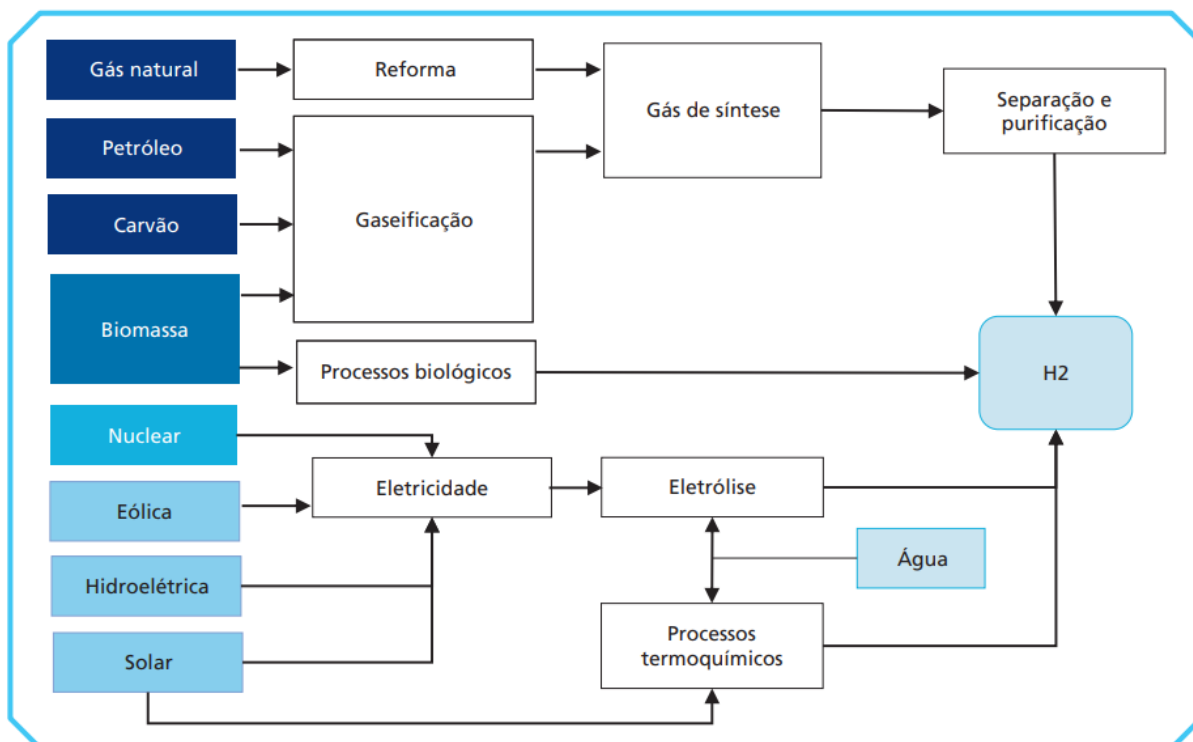 Gás natural
Reforma
Gás de síntese
Separação e
purificação
Petróleo
Carvão
Gaseificação
Biomassa
Processos biológicos
H2
Nuclear
Eletricidade
Eletrólise
Eólica
Água
Hidroelétrica
Processos
termoquímicos
Solar